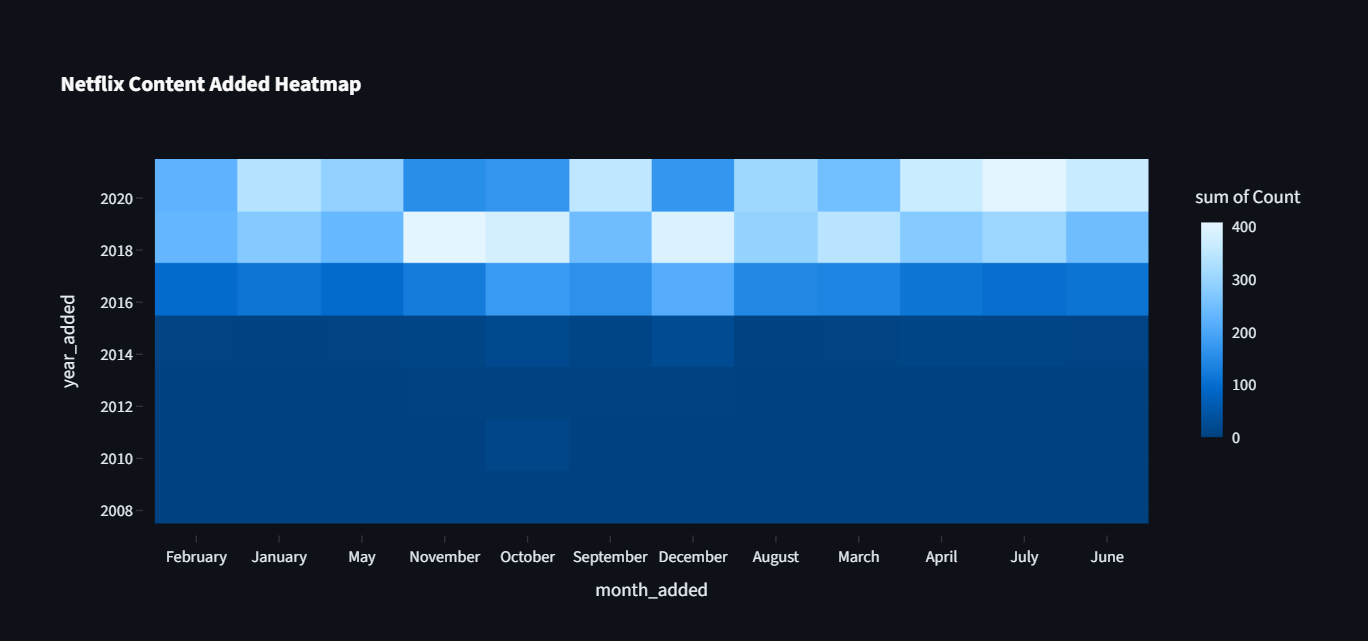 Netflix Content Added Heatmap
year_added
2020
2018
2016
2014
2012
2010
2008
February January May November October September December August March April July June
month_added
sum of Count
400
300
200
100
0